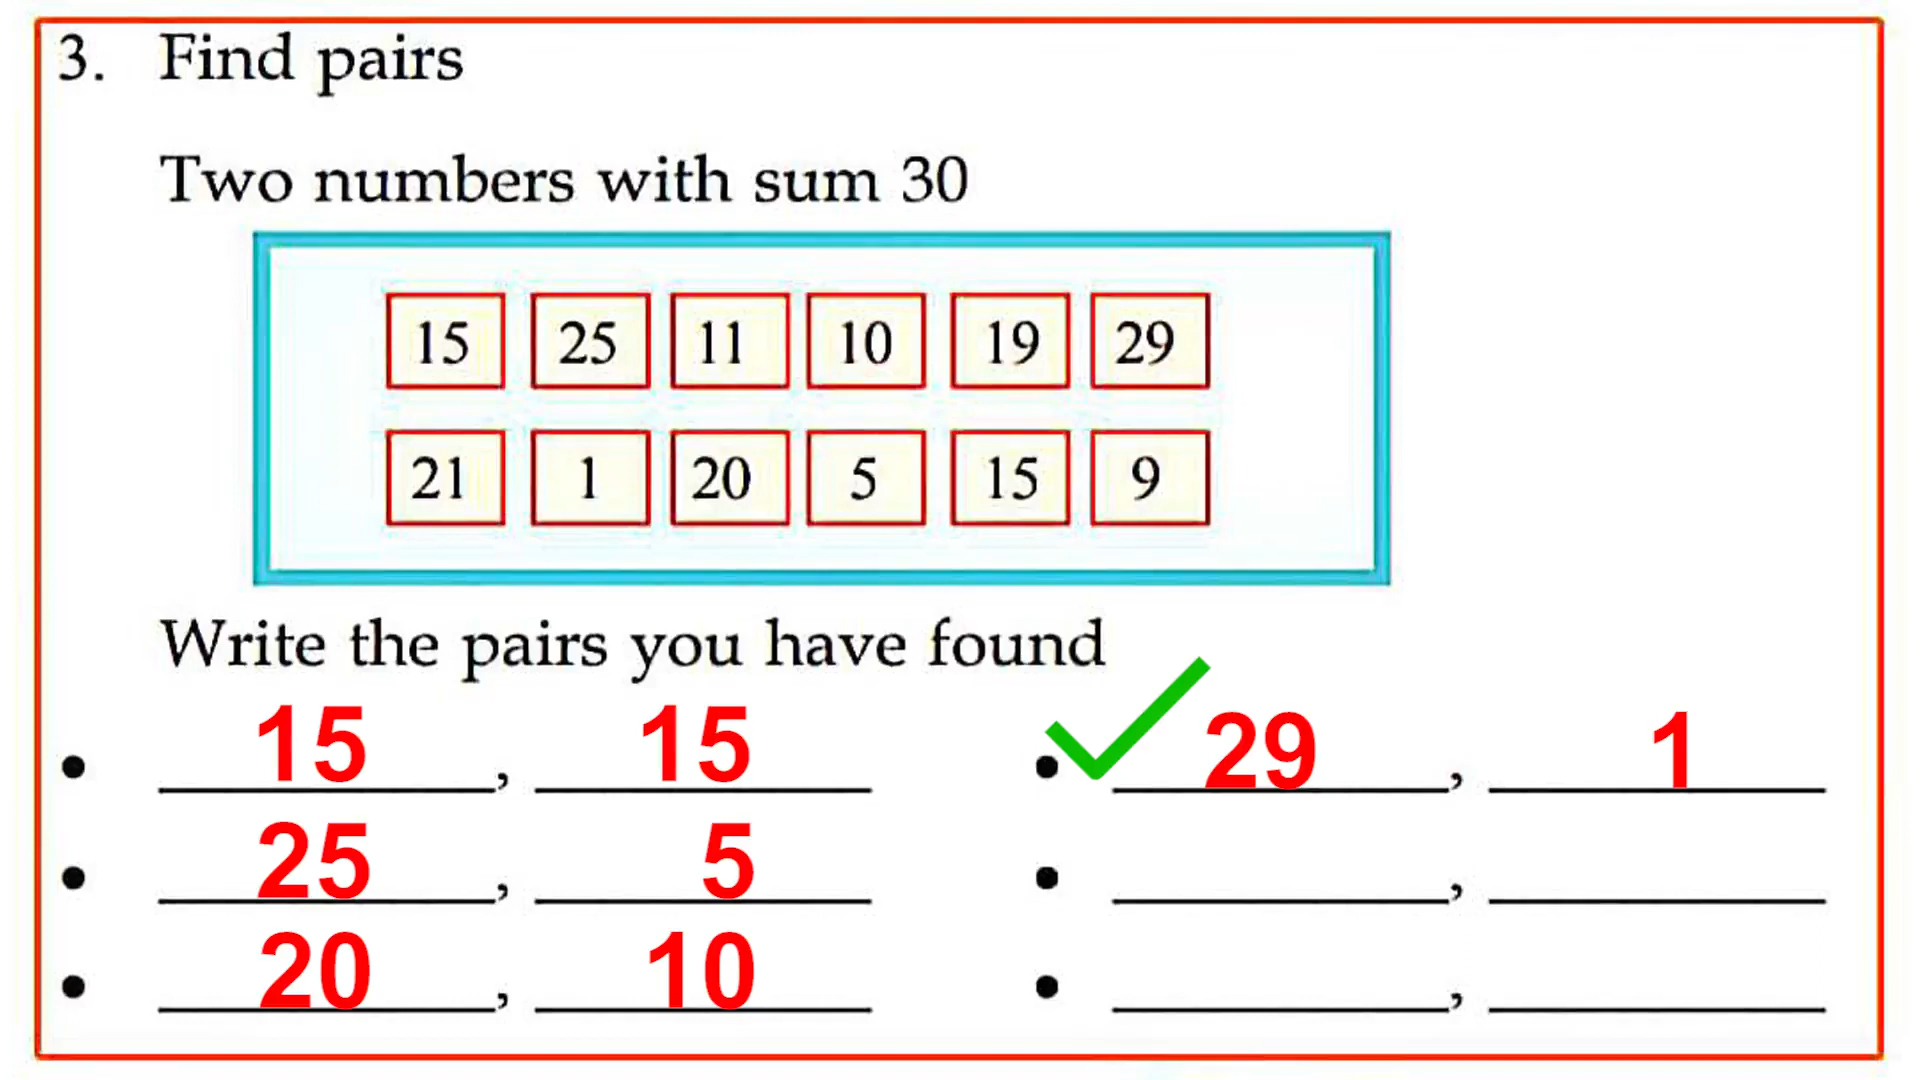 3. Find pairs
Two numbers with sum 30
15 25 11 10 19 29
21 1 20 5 15 9
Write the pairs you have found
• 15, 15 • 29, 1
• 25, 5 • ,
• 20, 10 • ,